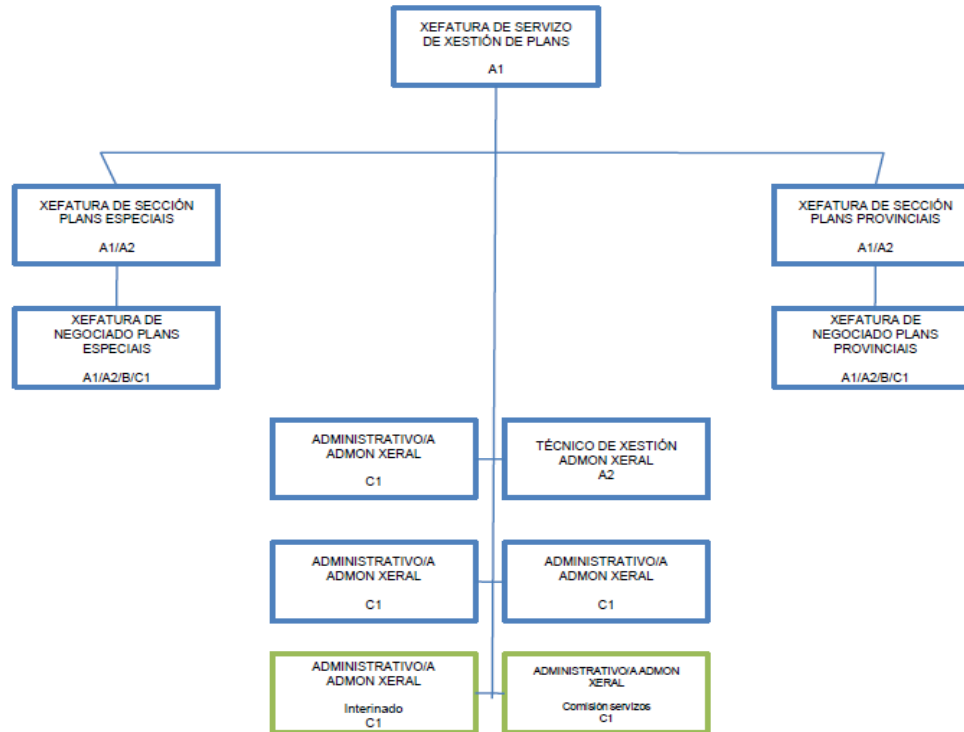 XEFATURA DE SERVIZO
DE XESTIÓN DE PLANS
A1
XEFATURA DE SECCIÓN
PLANS ESPECIAIS
A1/A2
XEFATURA DE SECCIÓN
PLANS PROVINCIAIS
A1/A2
XEFATURA DE
NEGOCIADO PLANS
ESPECIAIS
A1/A2/B/C1
XEFATURA DE
NEGOCIADO PLANS
PROVINCIAIS
A1/A2/B/C1
ADMINISTRATIVO/A
ADMON XERAL
C1
TÉCNICO DE XESTIÓN
ADMON XERAL
A2
ADMINISTRATIVO/A
ADMON XERAL
C1
ADMINISTRATIVO/A
ADMON XERAL
C1
ADMINISTRATIVO/A
ADMON XERAL
Interinado
C1
ADMINISTRATIVO/A ADMON
XERAL
Comisión servizos
C1